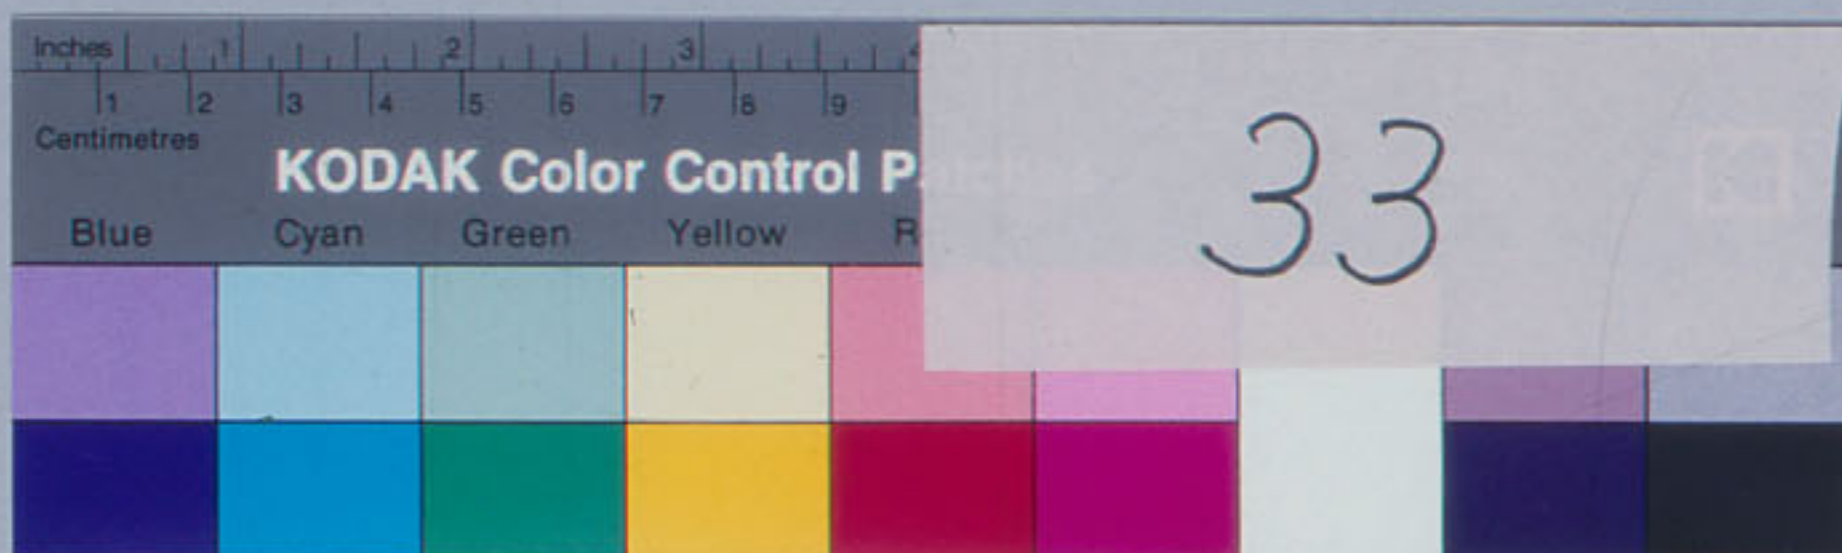 Inches 1 2 3
1 2 3 4 5 6 7 8 9
Centimetres
KODAK Color Control
Blue Cyan Green Yellow
33